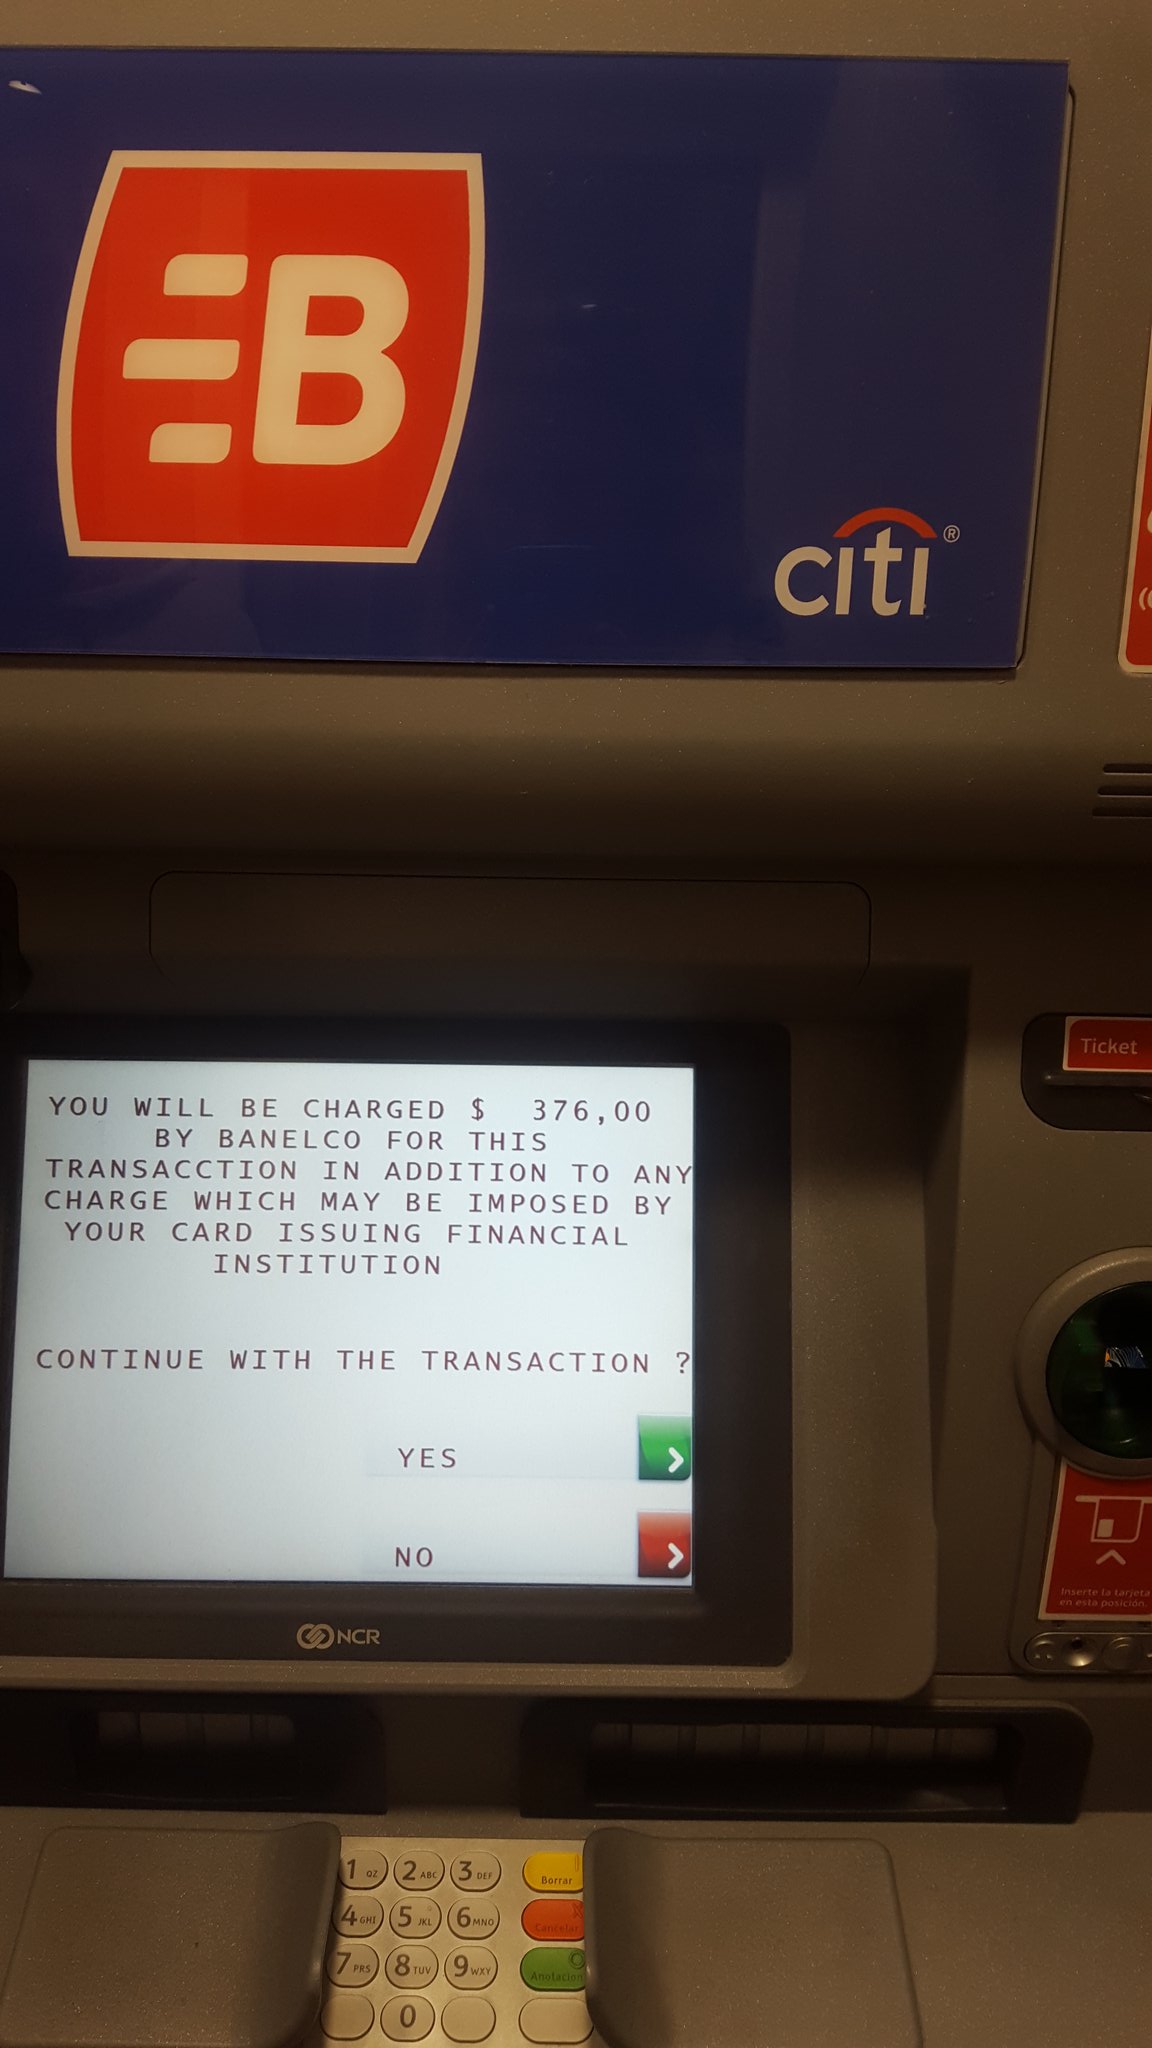 B
citi®
Ticket
YOU WILL BE CHARGED $ 376,00
BY BANELCO FOR THIS
TRANSACCTION IN ADDITION TO ANY
CHARGE WHICH MAY BE IMPOSED BY
YOUR CARD ISSUING FINANCIAL
INSTITUTION
CONTINUE WITH THE TRANSACTION ?
YES
NO
Inserte la tarjeta
en esta posición.
NCR
1 QZ 2 ABC 3 DEF Borrar
4 GHI 5 JKL 6 MNO Cancelar
7 PRS 8 TUV 9 WXY Anotacion
0